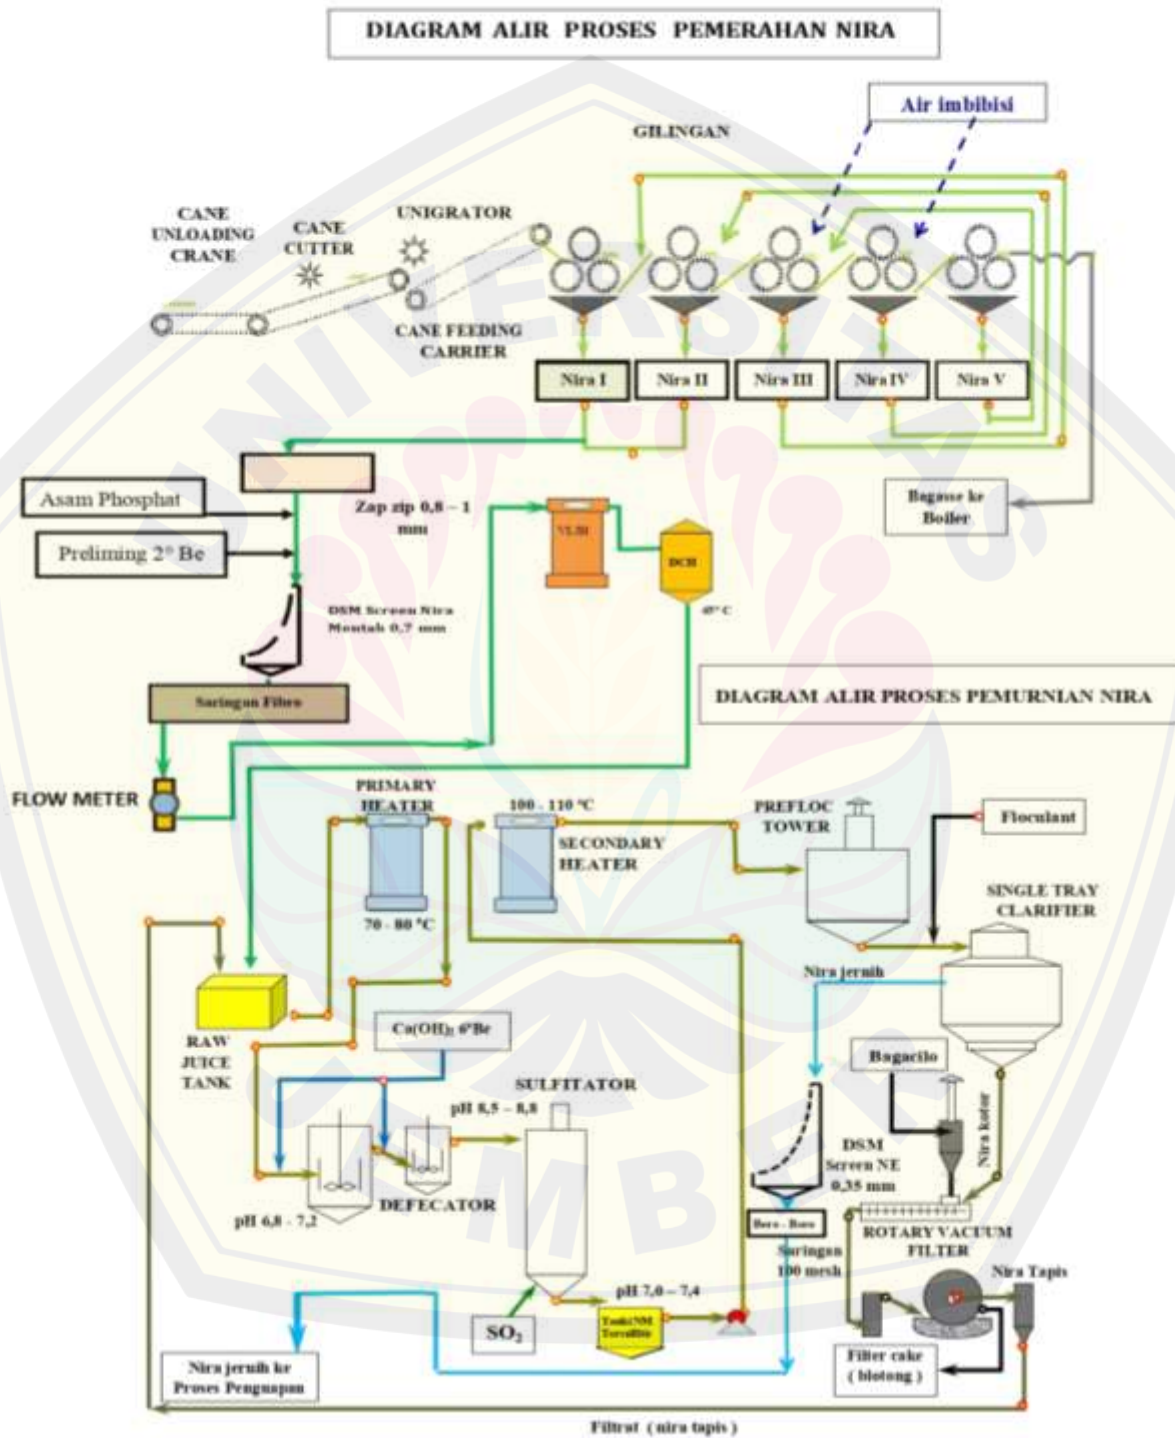 DIAGRAM ALIR PROSES PEMERAHAN NIRA
Air imbibisi
GILINGAN
CANE
UNLOADING
CRANE
CANE
CUTTER
UNIGRATOR
CANE FEEDING
CARRIER
Nira I
Nira II
Nira III
Nira IV
Nira V
Asam Phosphat
Preliming 2° Be
Zap zip 0,8 – 1
mm
VLJH
DCH
Bagasse ke
Boiler
DSM Screen Nira
Mentah 0,7 mm
Saringan Fibro
DIAGRAM ALIR PROSES PEMURNIAN NIRA
FLOW METER
PRIMARY
HEATER
70 - 80 °C
100 - 110 °C
SECONDARY
HEATER
PREFLOC
TOWER
Floculant
SINGLE TRAY
CLARIFIER
Nira jernih
RAW
JUICE
TANK
Ca(OH)₂ 6°Be
SULFITATOR
pH 8,5 – 8,8
DEFECATOR
pH 6,8 - 7,2
Bagacilo
Nira kotor
DSM
Screen NE
0,35 mm
ROTARY VACUUM
FILTER
Saringan
100 mesh
Nira Tapis
pH 7,0 – 7,4
SO₂
Nira jernih ke
Proses Penguapan
Filter cake
( blotong )
Filtrat ( nira tapis )
UNIVERSITAS
JEMBER